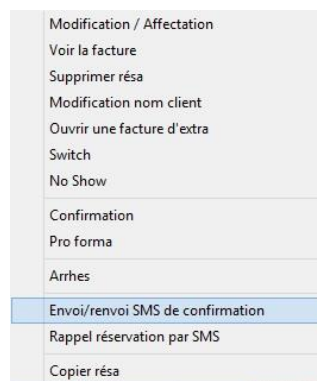 Modification / Affectation
Voir la facture
Supprimer résa
Modification nom client
Ouvrir une facture d'extra
Switch
No Show
Confirmation
Pro forma
Arrhes
Envoi/renvoi SMS de confirmation
Rappel réservation par SMS
Copier résa